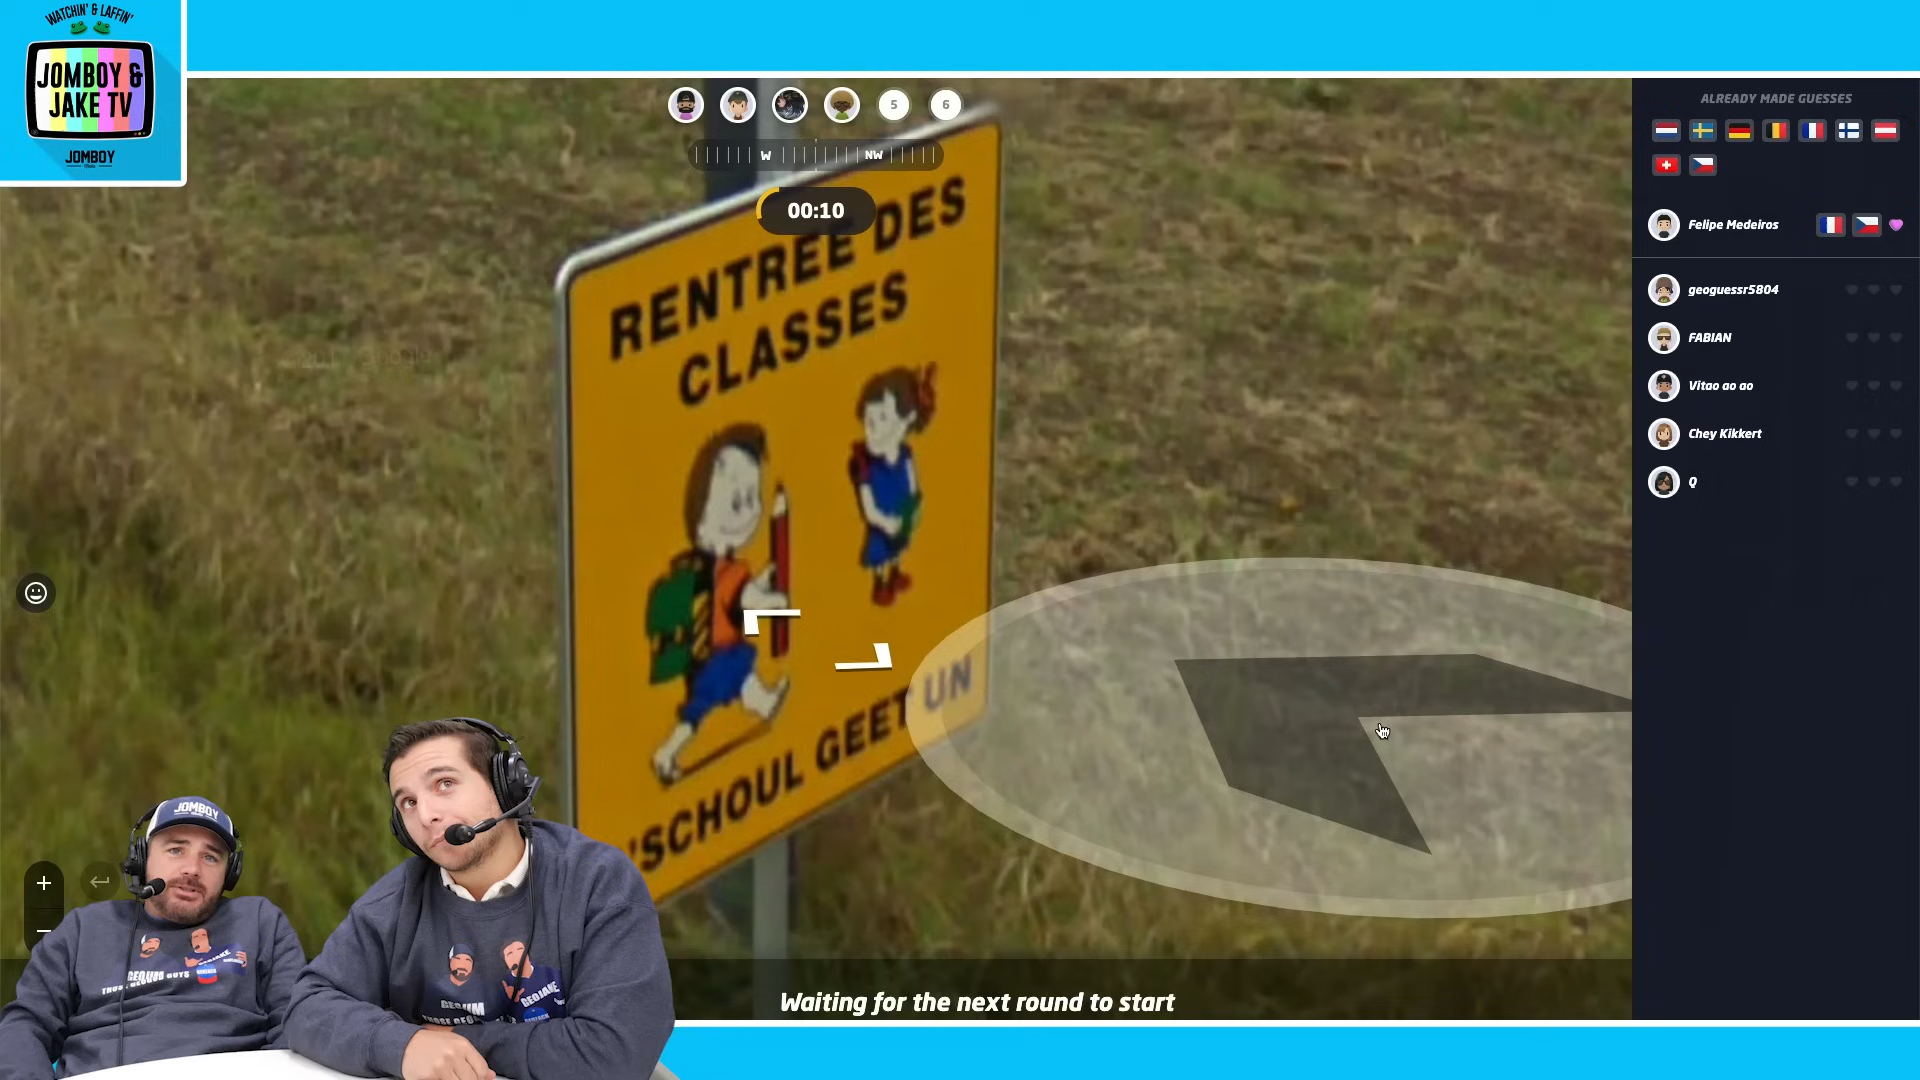 WATCHIN' & LAFFIN'
JOMBOY &
JAKE TV
JOMBOY
5
6
W
NW
00:10
RENTRÉE DES
CLASSES
'SCHOUL GEET UN
ALREADY MADE GUESSES
Felipe Medeiros
geoguessr5804
FABIAN
Vitao ao ao
Chey Kikkert
Q
JOMBOY
Waiting for the next round to start